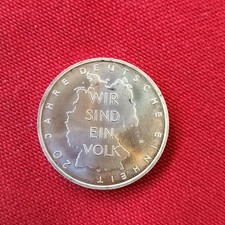 20 JAHRE DEUTSCHE EINHEIT
WIR
SIND
EIN
VOLK